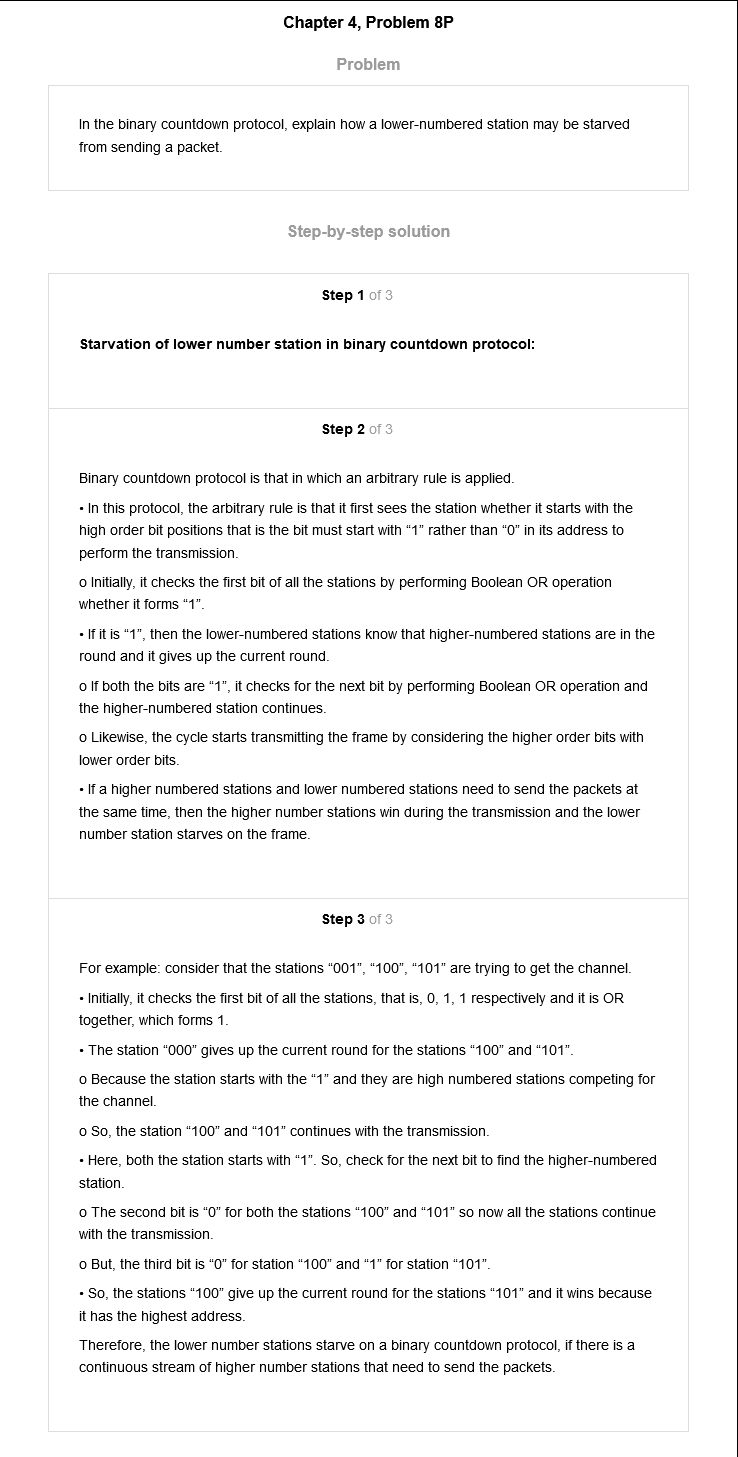 Chapter 4, Problem 8P
Problem
In the binary countdown protocol, explain how a lower-numbered station may be starved
from sending a packet.
Step-by-step solution
Step 1 of 3
Starvation of lower number station in binary countdown protocol:
Step 2 of 3
Binary countdown protocol is that in which an arbitrary rule is applied.
• In this protocol, the arbitrary rule is that it first sees the station whether it starts with the
high order bit positions that is the bit must start with “1” rather than “0” in its address to
perform the transmission.
o Initially, it checks the first bit of all the stations by performing Boolean OR operation
whether it forms “1”.
• If it is “1”, then the lower-numbered stations know that higher-numbered stations are in the
round and it gives up the current round.
o If both the bits are “1”, it checks for the next bit by performing Boolean OR operation and
the higher-numbered station continues.
o Likewise, the cycle starts transmitting the frame by considering the higher order bits with
lower order bits.
• If a higher numbered stations and lower numbered stations need to send the packets at
the same time, then the higher number stations win during the transmission and the lower
number station starves on the frame.
Step 3 of 3
For example: consider that the stations “001”, “100”, “101” are trying to get the channel.
• Initially, it checks the first bit of all the stations, that is, 0, 1, 1 respectively and it is OR
together, which forms 1.
• The station “000” gives up the current round for the stations “100” and “101”.
o Because the station starts with the “1” and they are high numbered stations competing for
the channel.
o So, the station “100” and “101” continues with the transmission.
• Here, both the station starts with “1”. So, check for the next bit to find the higher-numbered
station.
o The second bit is “0” for both the stations “100” and “101” so now all the stations continue
with the transmission.
o But, the third bit is “0” for station “100” and “1” for station “101”.
• So, the stations “100” give up the current round for the stations “101” and it wins because
it has the highest address.
Therefore, the lower number stations starve on a binary countdown protocol, if there is a
continuous stream of higher number stations that need to send the packets.